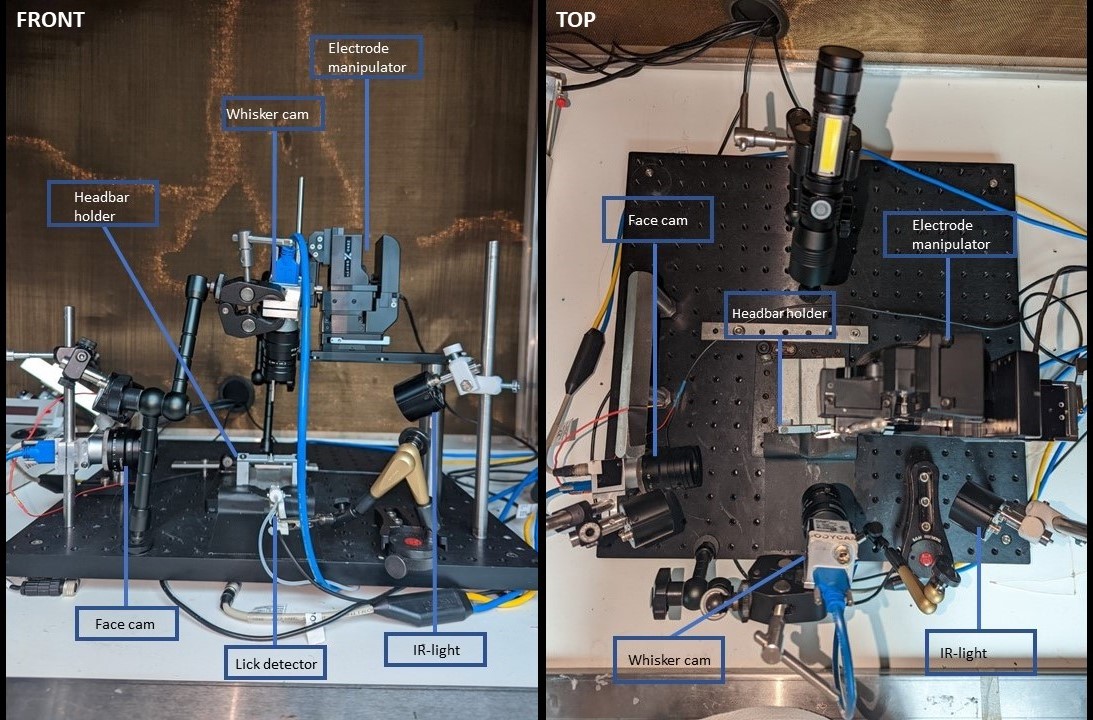 FRONT
Electrode
manipulator
Whisker cam
Headbar
holder
Face cam
Lick detector
IR-light
TOP
Face cam
Electrode
manipulator
Headbar holder
Whisker cam
IR-light